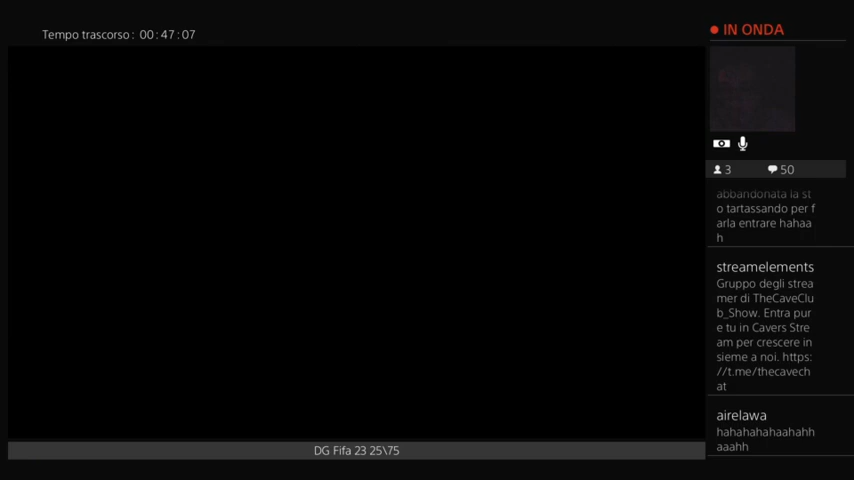 Tempo trascorso: 00:47:07
IN ONDA
3
50
abbandonata la st
o tartassando per f
arla entrare hahaa
h
streamelements
Gruppo degli strea
mer di TheCaveClu
b_Show. Entra pur
e tu in Cavers Stre
am per crescere in
sieme a noi. https:
//t.me/thecavech
at
airelawa
hahahahahaahahh
aaahh
DG Fifa 23 25\75